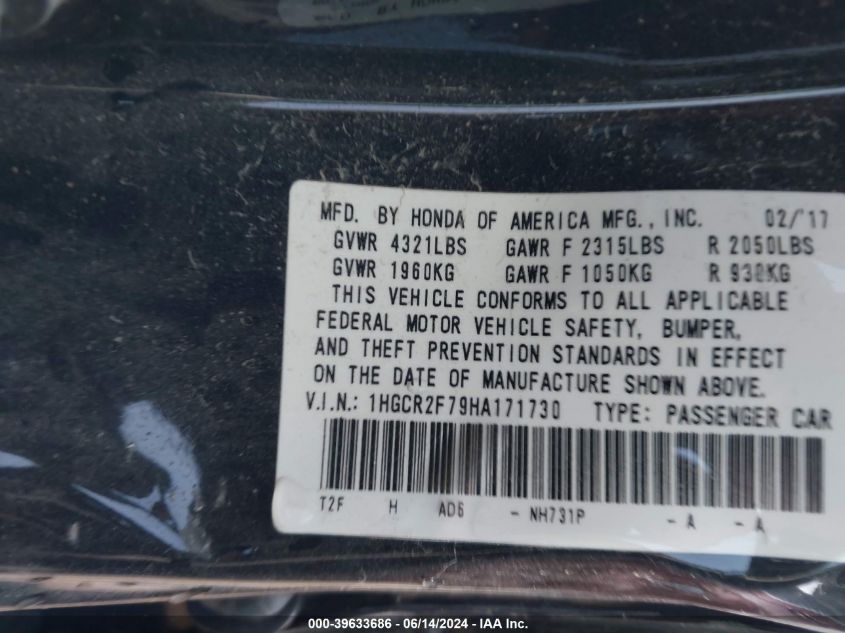 MFD. BY HONDA OF AMERICA MFG., INC. 02/17
GVWR 4321LBS GAWR F 2315LBS R 2050LBS
GVWR 1960KG GAWR F 1050KG R 930KG
THIS VEHICLE CONFORMS TO ALL APPLICABLE
FEDERAL MOTOR VEHICLE SAFETY, BUMPER,
AND THEFT PREVENTION STANDARDS IN EFFECT
ON THE DATE OF MANUFACTURE SHOWN ABOVE.
V.I.N.: 1HGCR2F79HA171730 TYPE: PASSENGER CAR
T2F H AD6 - NH731P - A - A
000-39633686 - 06/14/2024 - IAA Inc.